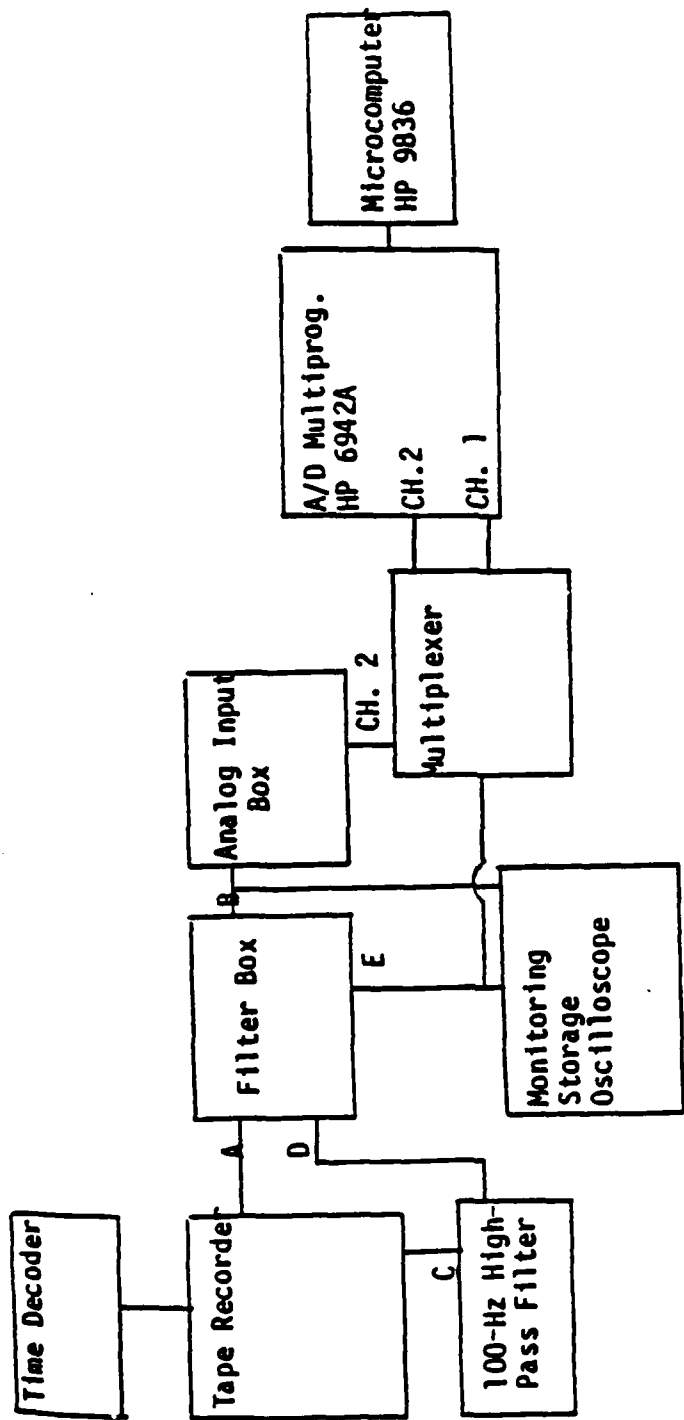 Time Decoder
Tape Recorder
C
100-Hz High-
Pass Filter
A
D
Filter Box
B
E
Analog Input
Box
CH. 2
Monitoring
Storage
Oscilloscope
Multiplexer
A/D Multiprog.
HP 6942A
CH.2
CH. 1
Microcomputer
HP 9836